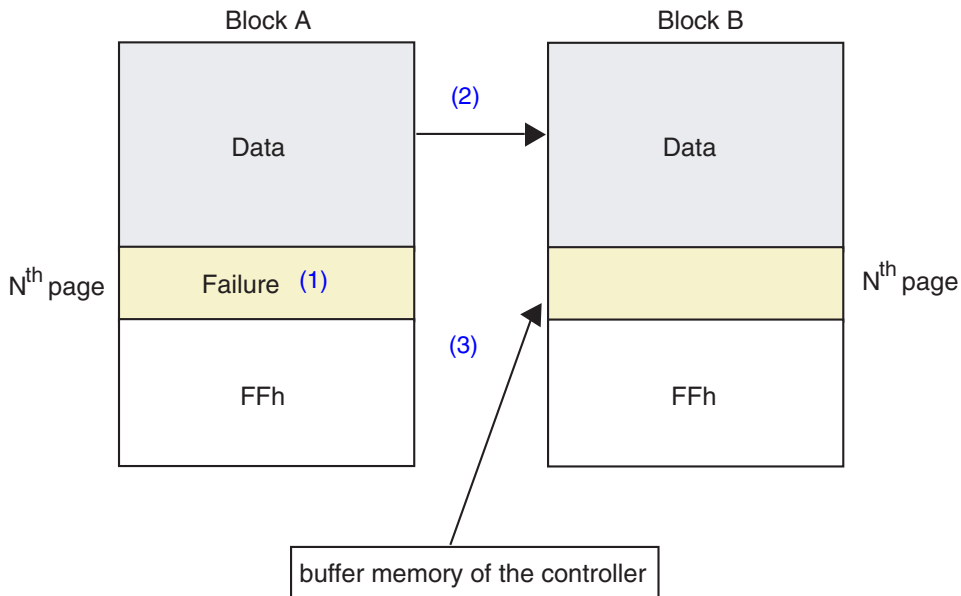 Block A
Block B
(2)
Data
Data
Nth page
Failure (1)
Nth page
(3)
FFh
FFh
buffer memory of the controller